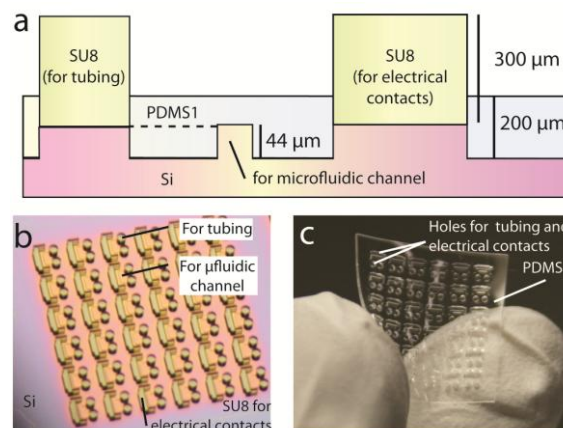 a
SU8
(for tubing)
SU8
(for electrical
contacts)
300 µm
PDMS1
44 µm
200 µm
Si
for microfluidic channel
b
For tubing
For µfluidic
channel
Si
SU8 for
electrical contacts
c
Holes for tubing and
electrical contacts
PDMS